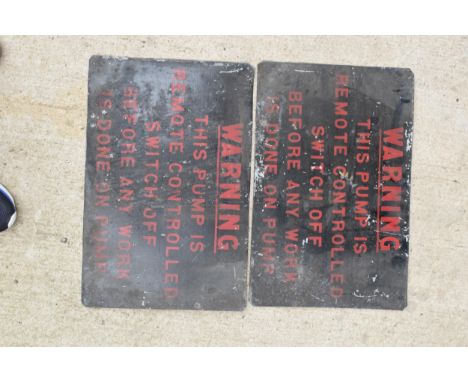 WARNING
THIS PUMP IS
REMOTE CONTROLLED
SWITCH OFF
BEFORE ANY WORK
IS DONE ON PUMP
WARNING
THIS PUMP IS
REMOTE CONTROLLED
SWITCH OFF
BEFORE ANY WORK
IS DONE ON PUMP